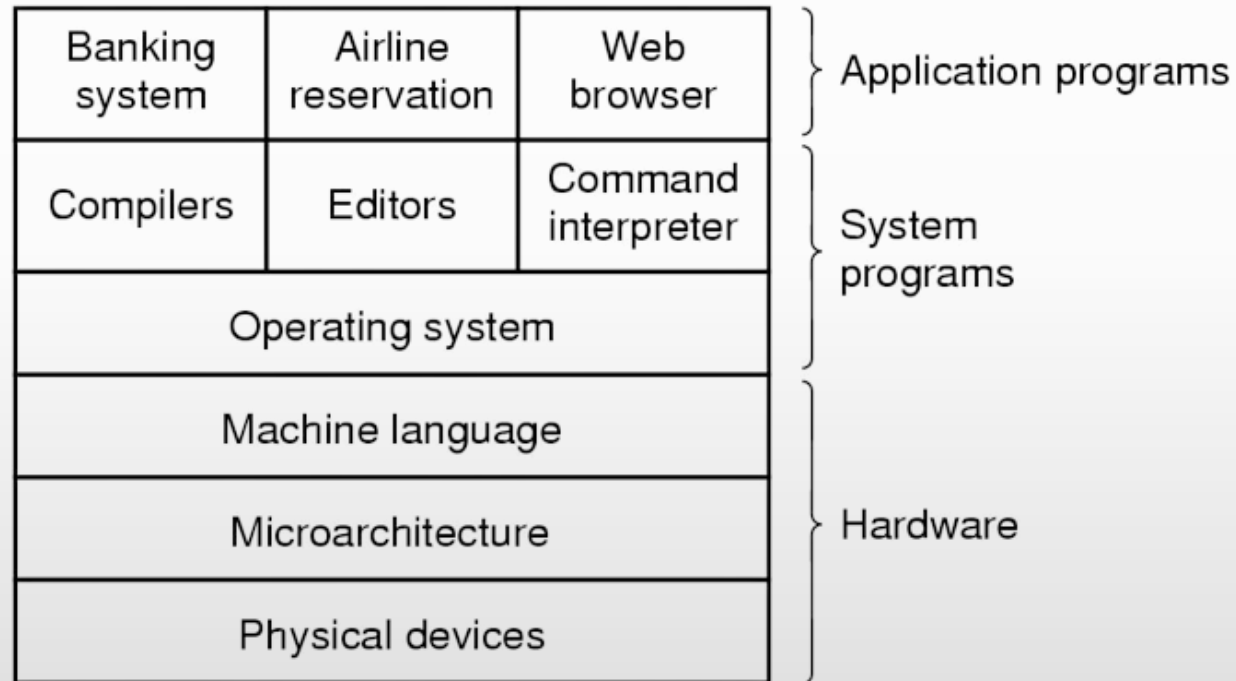 Banking
system
Airline
reservation
Web
browser
Application programs
Compilers
Editors
Command
interpreter
System
programs
Operating system
Machine language
Microarchitecture
Hardware
Physical devices